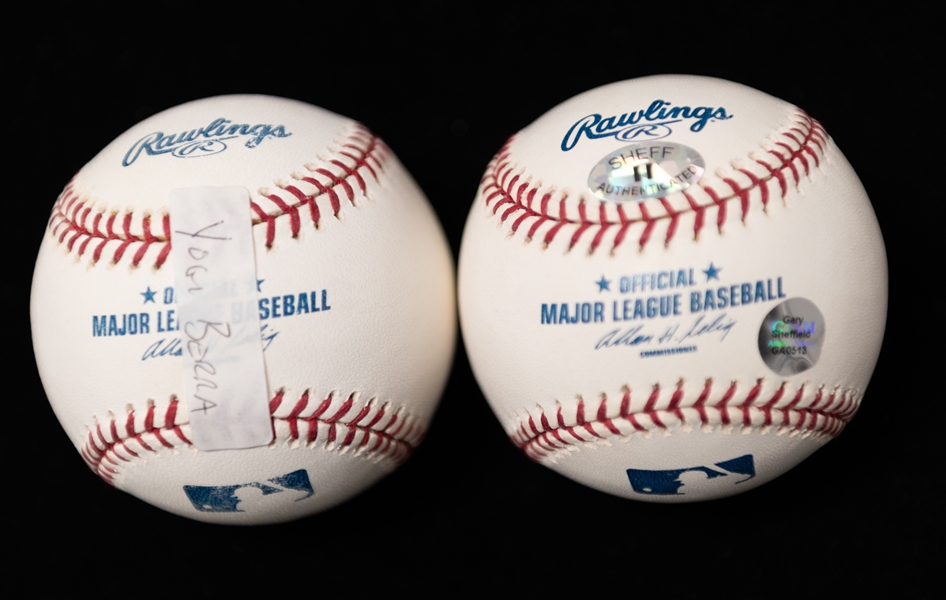 Rawlings
R
Yogi Berra
MAJOR LEAGUE BASEBALL
Rawlings
R
SHEFF
H
AUTHENTICATED
OFFICIAL
MAJOR LEAGUE BASEBALL
Allan H. Selig
COMMISSIONER
Gary
Sheffield